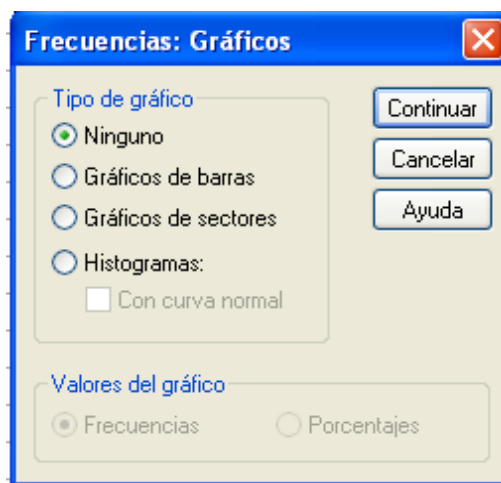 Frecuencias: Gráficos
Tipo de gráfico
Ninguno
Gráficos de barras
Gráficos de sectores
Histogramas:
Con curva normal
Continuar
Cancelar
Ayuda
Valores del gráfico
Frecuencias
Porcentajes